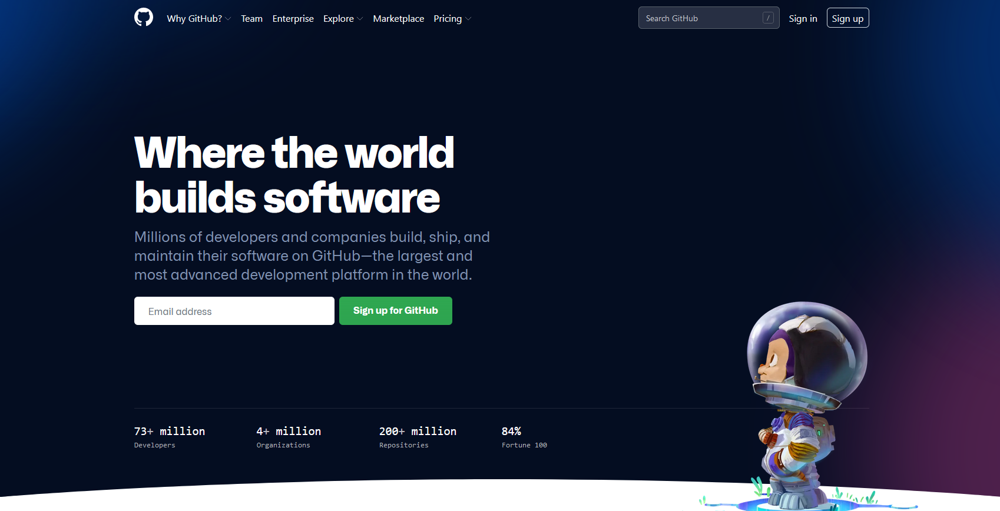 Why GitHub? Team Enterprise Explore Marketplace Pricing Search GitHub / Sign in Sign up
Where the world
builds software
Millions of developers and companies build, ship, and
maintain their software on GitHub—the largest and
most advanced development platform in the world.
Email address Sign up for GitHub
73+ million 4+ million 200+ million 84%
Developers Organizations Repositories Fortune 100